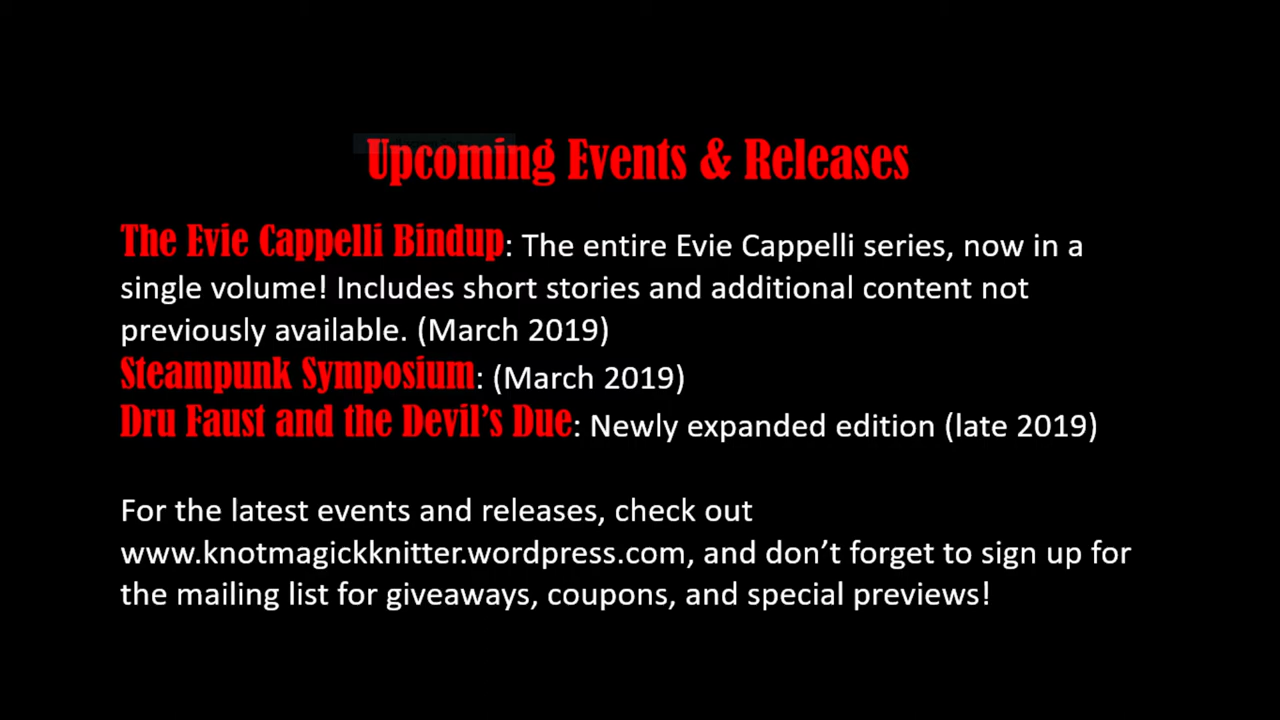 Upcoming Events & Releases
The Evie Cappelli Bindup: The entire Evie Cappelli series, now in a
single volume! Includes short stories and additional content not
previously available. (March 2019)
Steampunk Symposium: (March 2019)
Dru Faust and the Devil’s Due: Newly expanded edition (late 2019)
For the latest events and releases, check out
www.knotmagickknitter.wordpress.com, and don’t forget to sign up for
the mailing list for giveaways, coupons, and special previews!